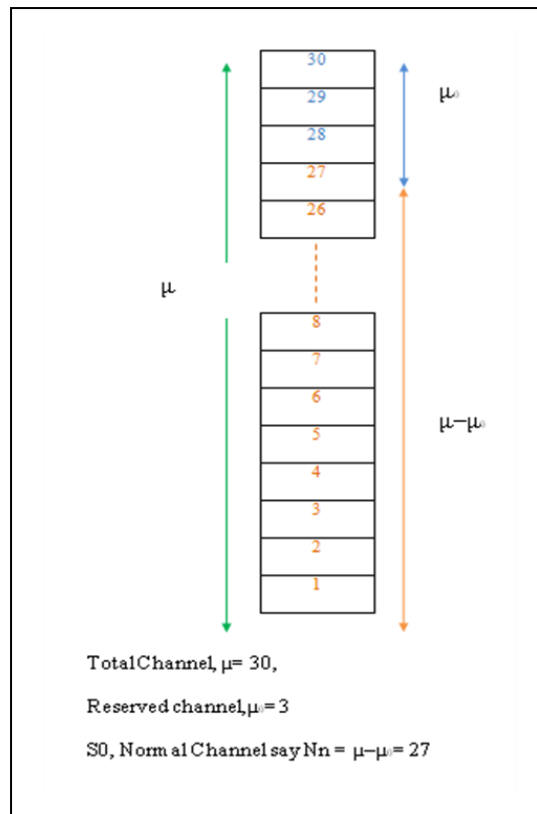 30
29
28
27
26
μ₀
μ
8
7
6
5
4
3
2
1
μ−μ₀
Total Channel, μ= 30,
Reserved channel,μ₀= 3
S0, Normal Channel say Nn = μ−μ₀= 27